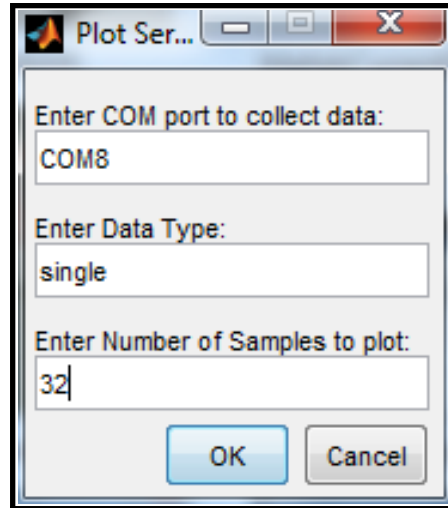 Plot Ser...
Enter COM port to collect data:
COM8
Enter Data Type:
single
Enter Number of Samples to plot:
32
OK Cancel